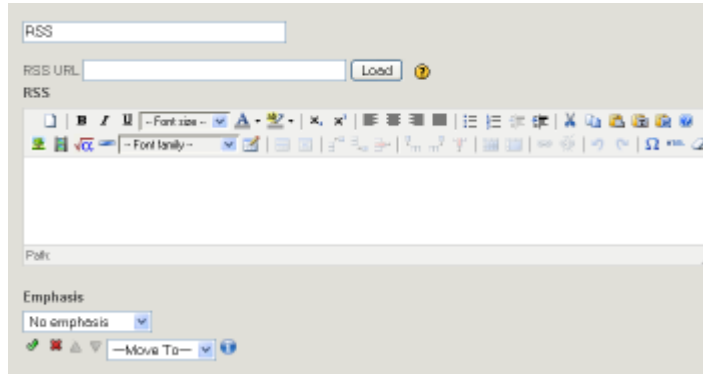 RSS
RSS URL Load
RSS
B I U --Font size--
--Font family--
Path:
Emphasis
No emphasis
—Move To—